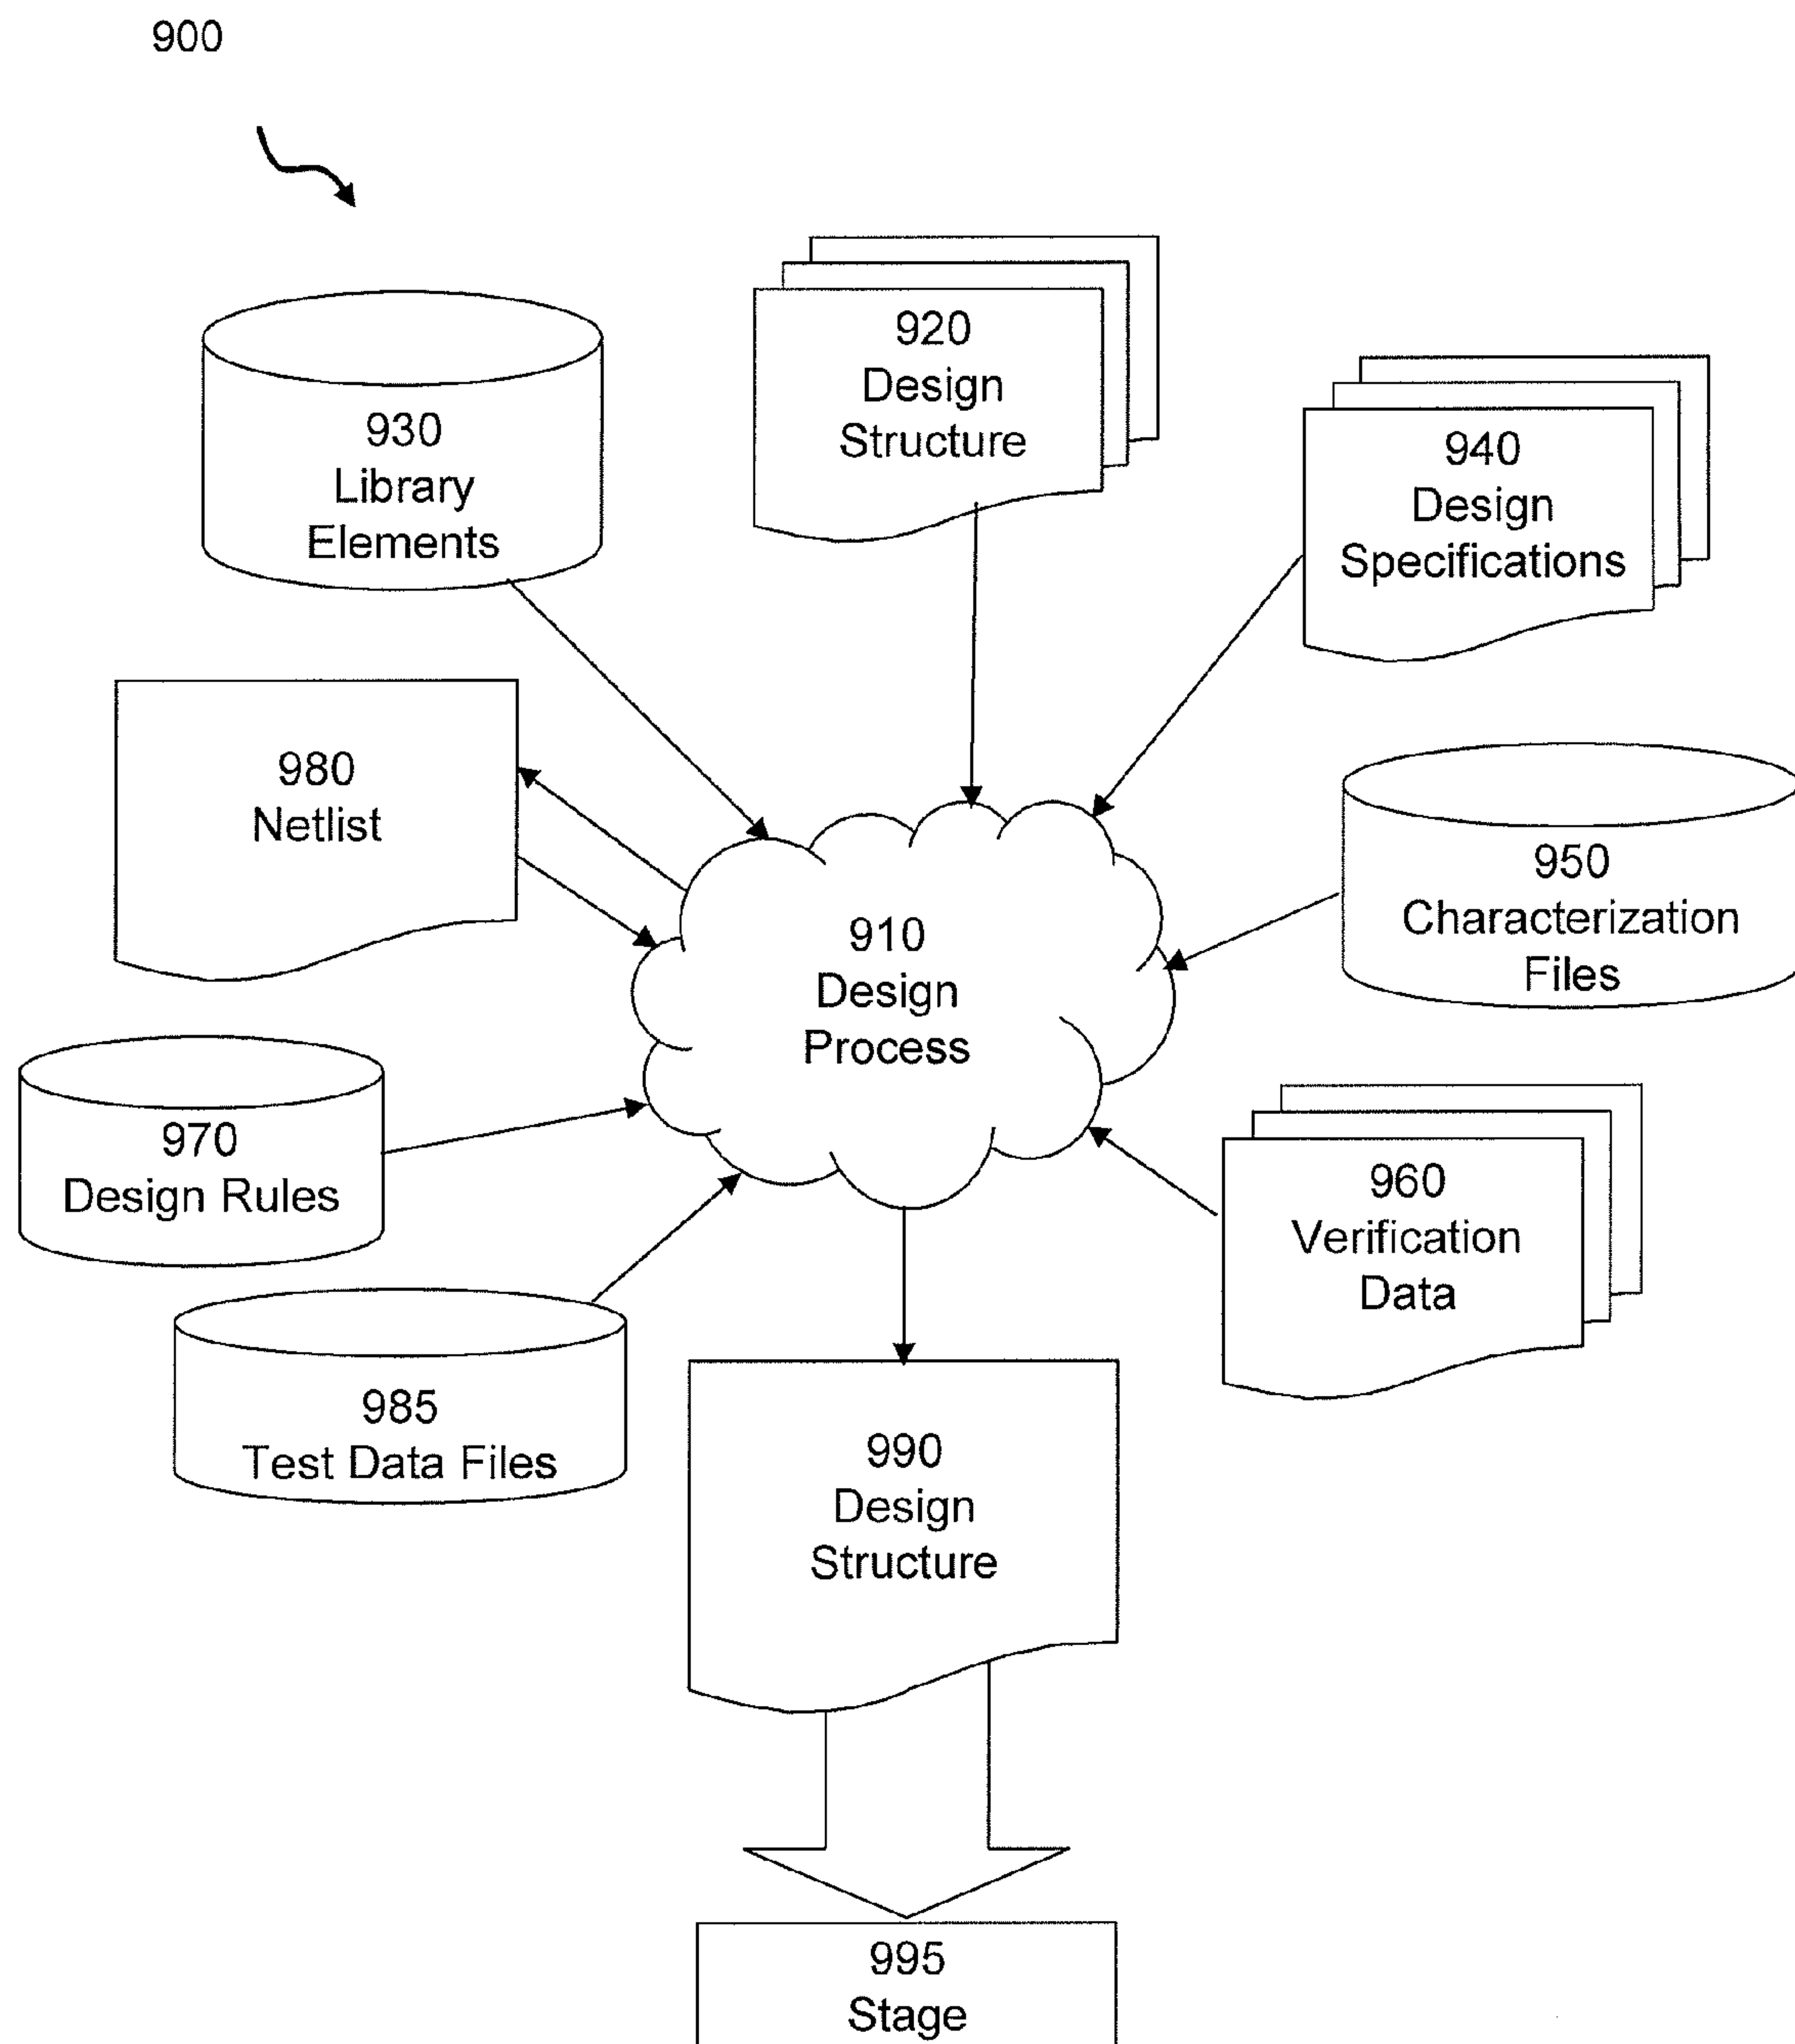 900
920
Design
Structure
930
Library
Elements
940
Design
Specifications
980
Netlist
950
Characterization
Files
910
Design
Process
970
Design Rules
960
Verification
Data
985
Test Data Files
990
Design
Structure
995
Stage